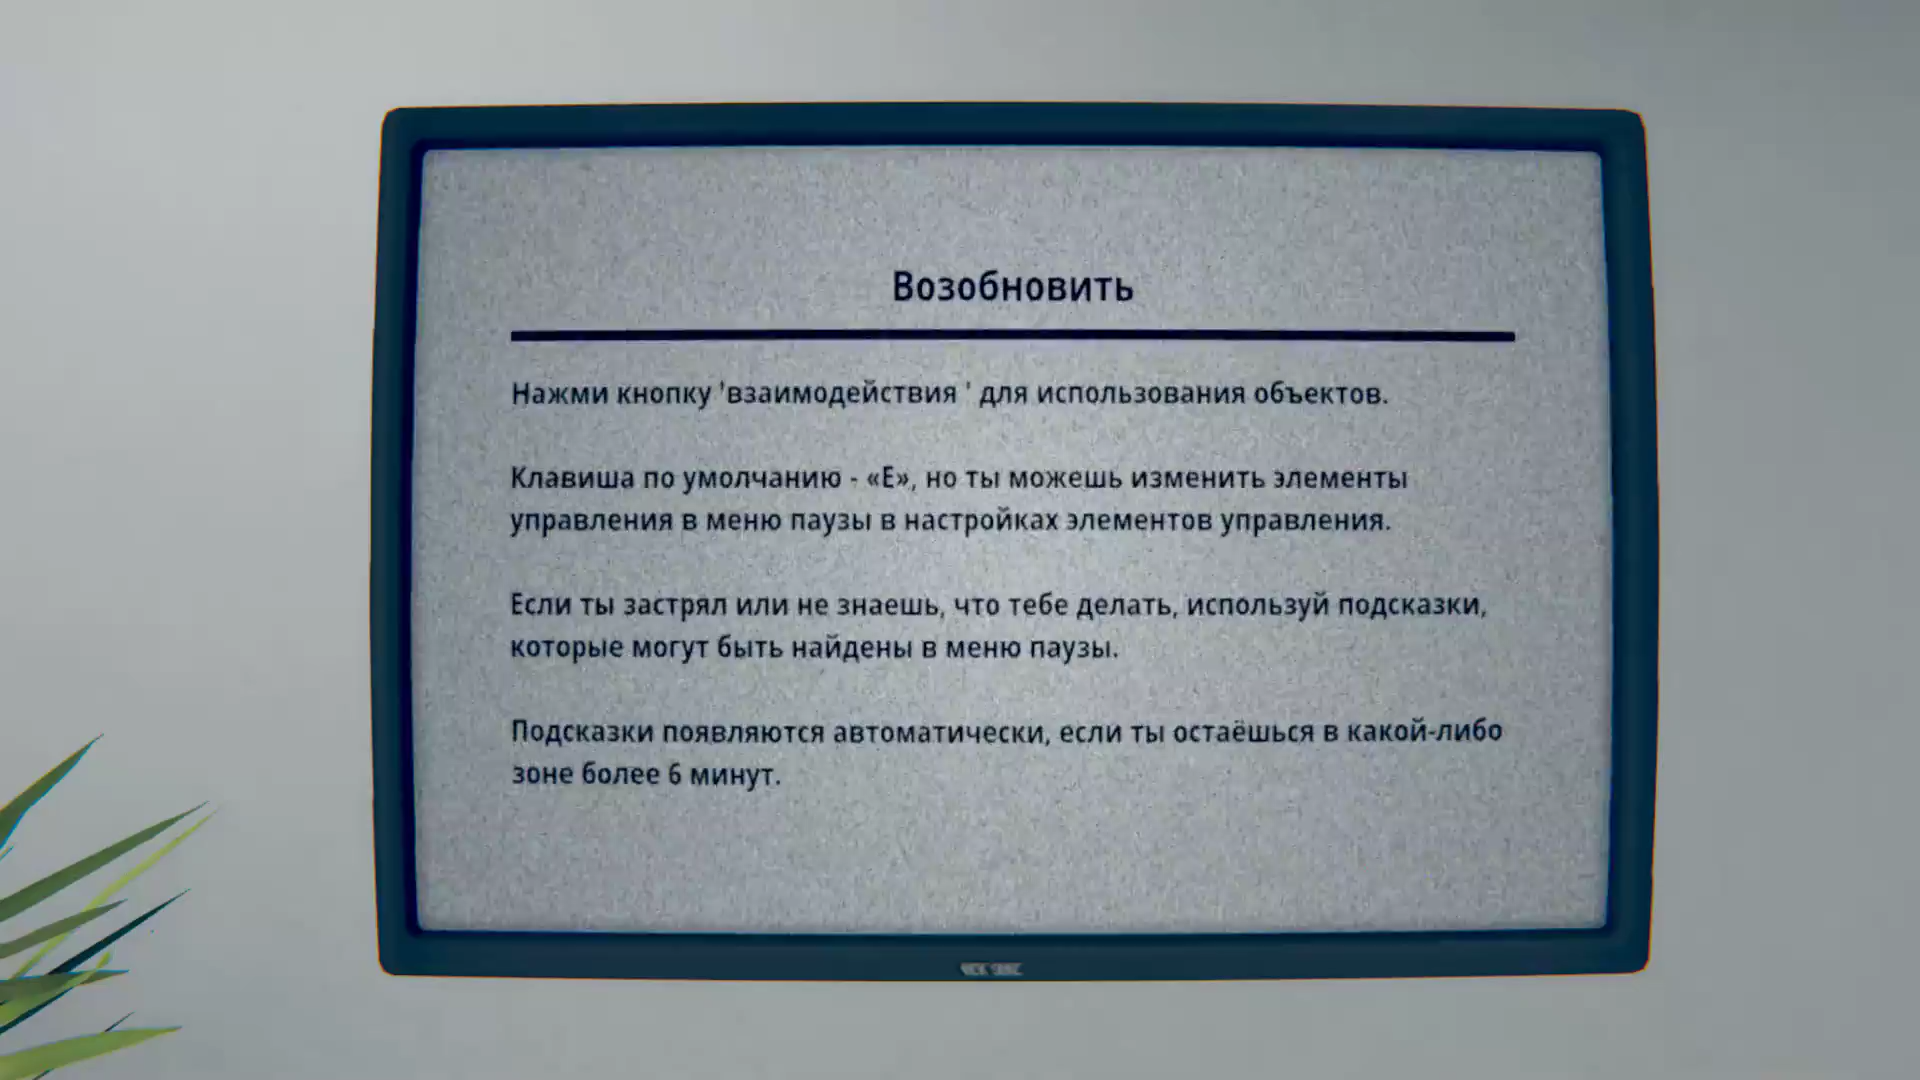 Возобновить
Нажми кнопку 'взаимодействия ' для использования объектов.
Клавиша по умолчанию - «E», но ты можешь изменить элементы
управления в меню паузы в настройках элементов управления.
Если ты застрял или не знаешь, что тебе делать, используй подсказки,
которые могут быть найдены в меню паузы.
Подсказки появляются автоматически, если ты остаёшься в какой-либо
зоне более 6 минут.